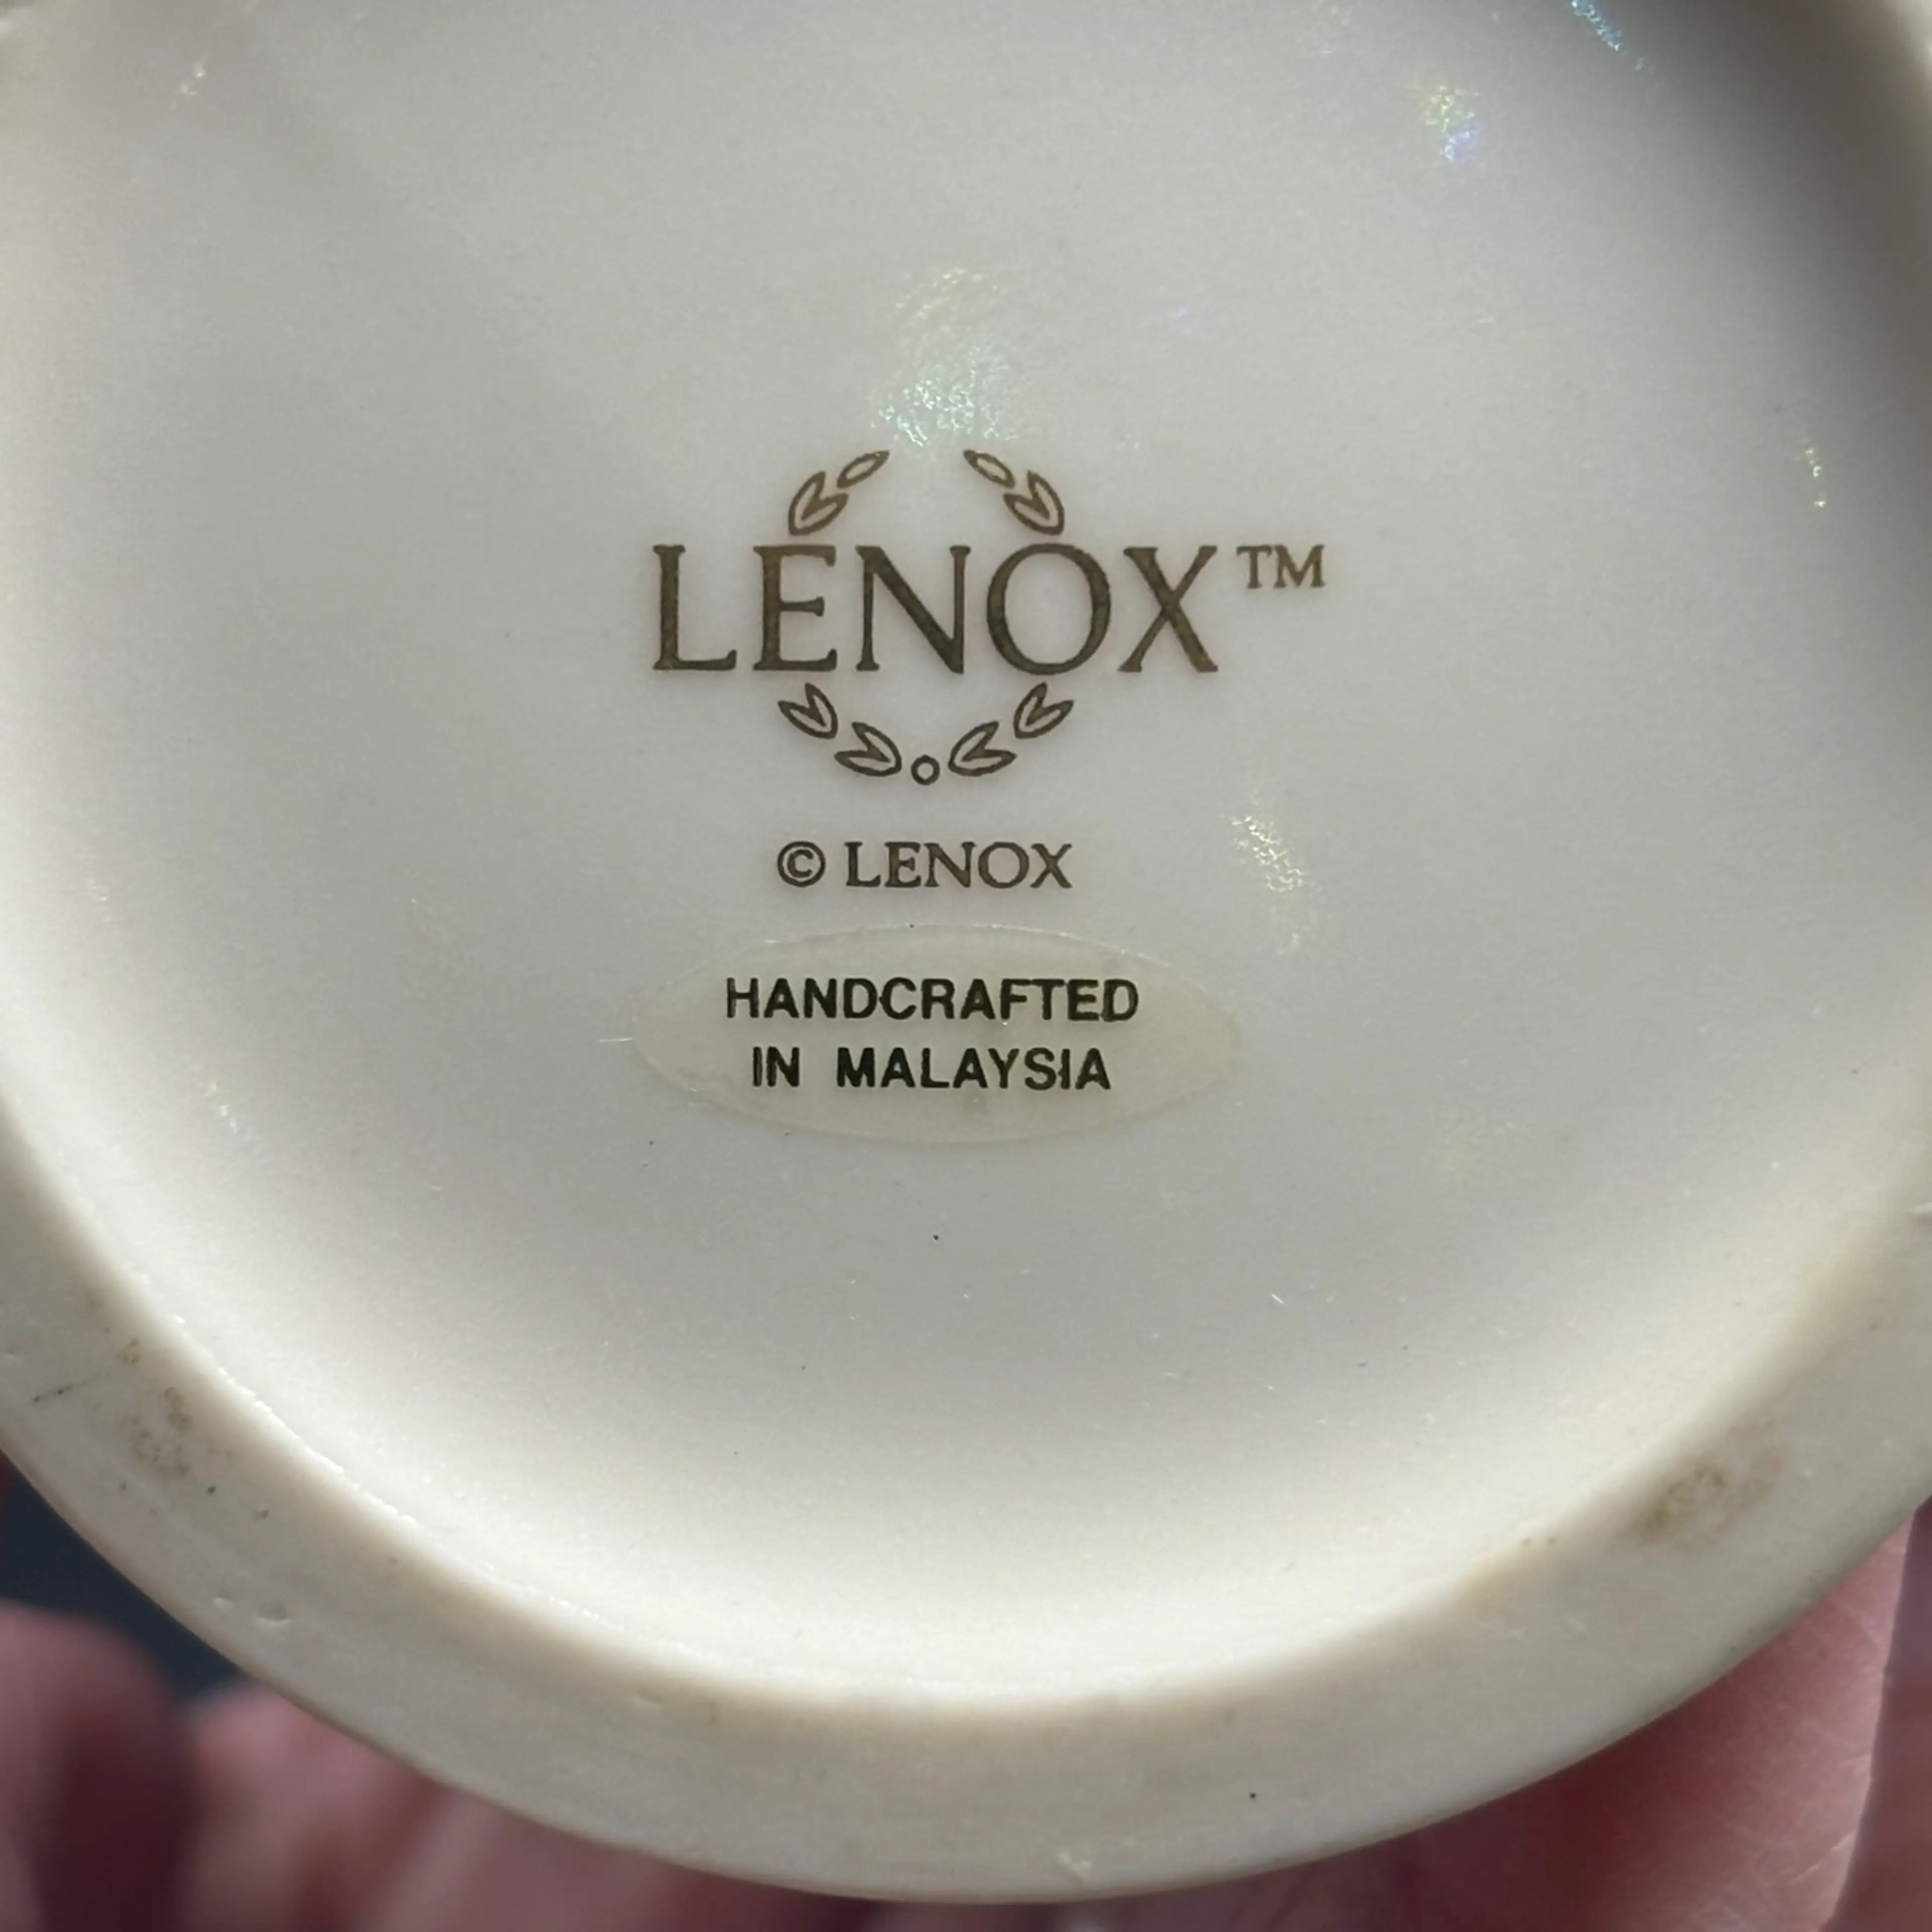 LENOX™
© LENOX
HANDCRAFTED
IN MALAYSIA